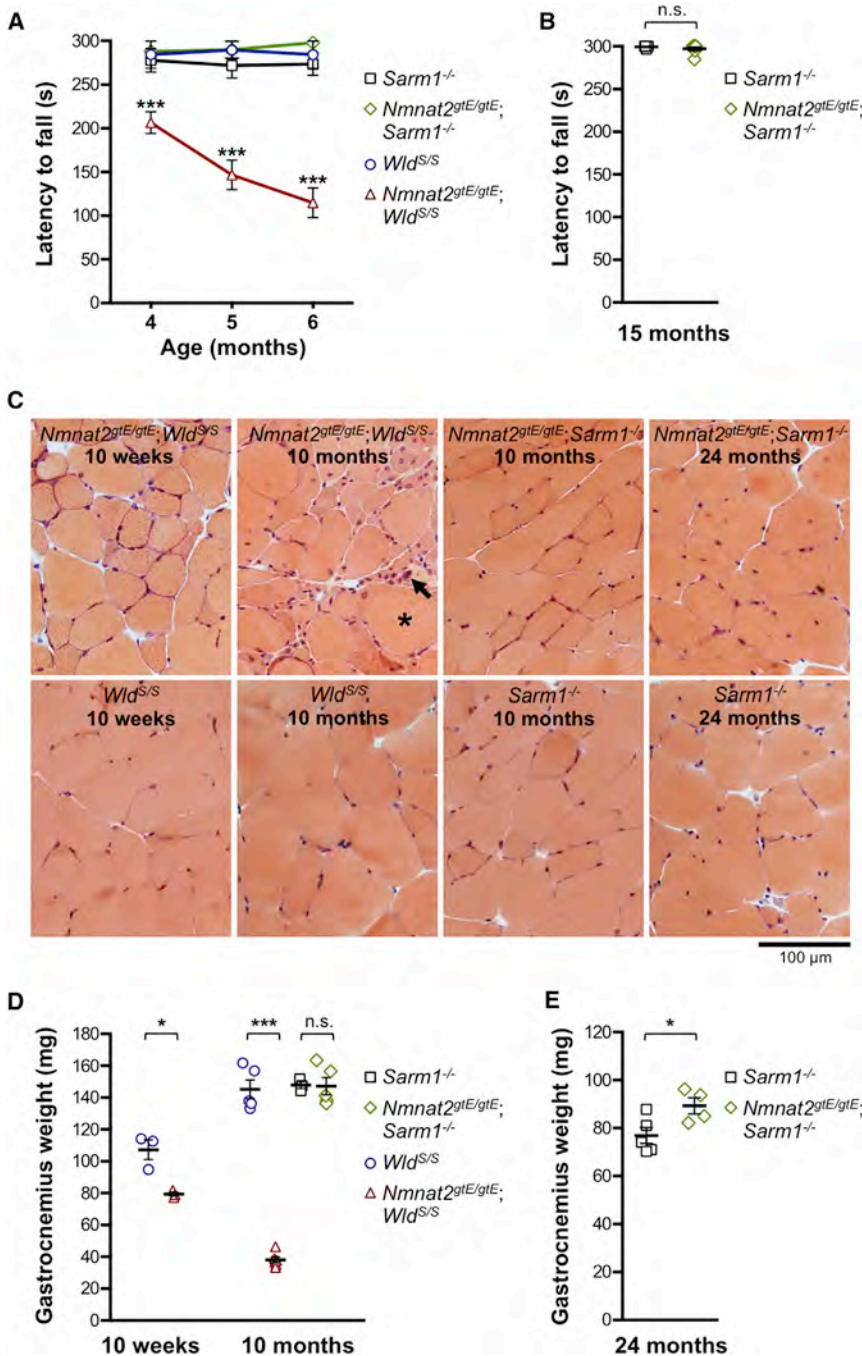 A
Latency to fall (s)
300
250
200
150
100
50
0
***
***
***
4
5
6
Age (months)
Sarm1-/-
Nmnat2gtE/gtE;
Sarm1-/-
WldS/S
Nmnat2gtE/gtE;
WldS/S
B
n.s.
Latency to fall (s)
300
250
200
150
100
50
0
15 months
Sarm1-/-
Nmnat2gtE/gtE;
Sarm1-/-
C
Nmnat2gtE/gtE;WldS/S
10 weeks
Nmnat2gtE/gtE;WldS/S
10 months
*
Nmnat2gtE/gtE;Sarm1-/-
10 months
Nmnat2gtE/gtE;Sarm1-/-
24 months
WldS/S
10 weeks
WldS/S
10 months
Sarm1-/-
10 months
Sarm1-/-
24 months
100 µm
D
Gastrocnemius weight (mg)
180
160
140
120
100
80
60
40
20
0
*
***
n.s.
10 weeks
10 months
Sarm1-/-
Nmnat2gtE/gtE;
Sarm1-/-
WldS/S
Nmnat2gtE/gtE;
WldS/S
E
Gastrocnemius weight (mg)
120
100
80
60
40
20
0
*
24 months
Sarm1-/-
Nmnat2gtE/gtE;
Sarm1-/-